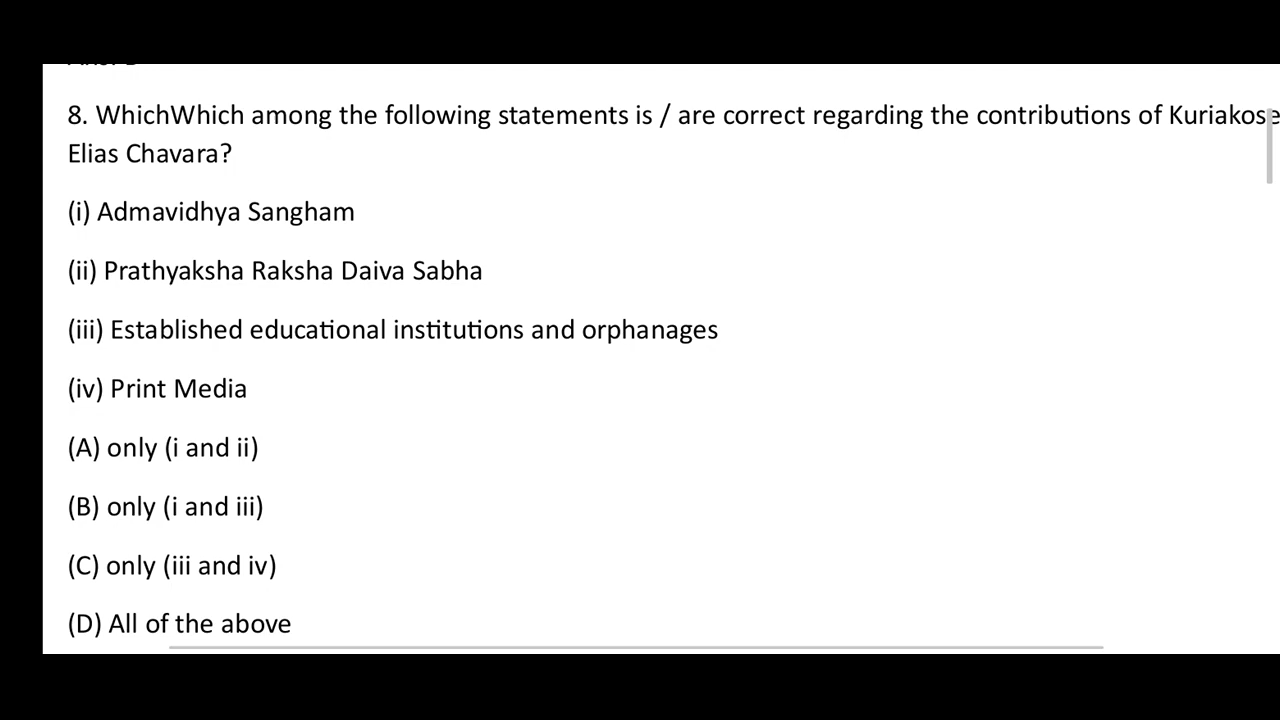 8. WhichWhich among the following statements is / are correct regarding the contributions of Kuriakose
Elias Chavara?
(i) Admavidhya Sangham
(ii) Prathyaksha Raksha Daiva Sabha
(iii) Established educational institutions and orphanages
(iv) Print Media
(A) only (i and ii)
(B) only (i and iii)
(C) only (iii and iv)
(D) All of the above